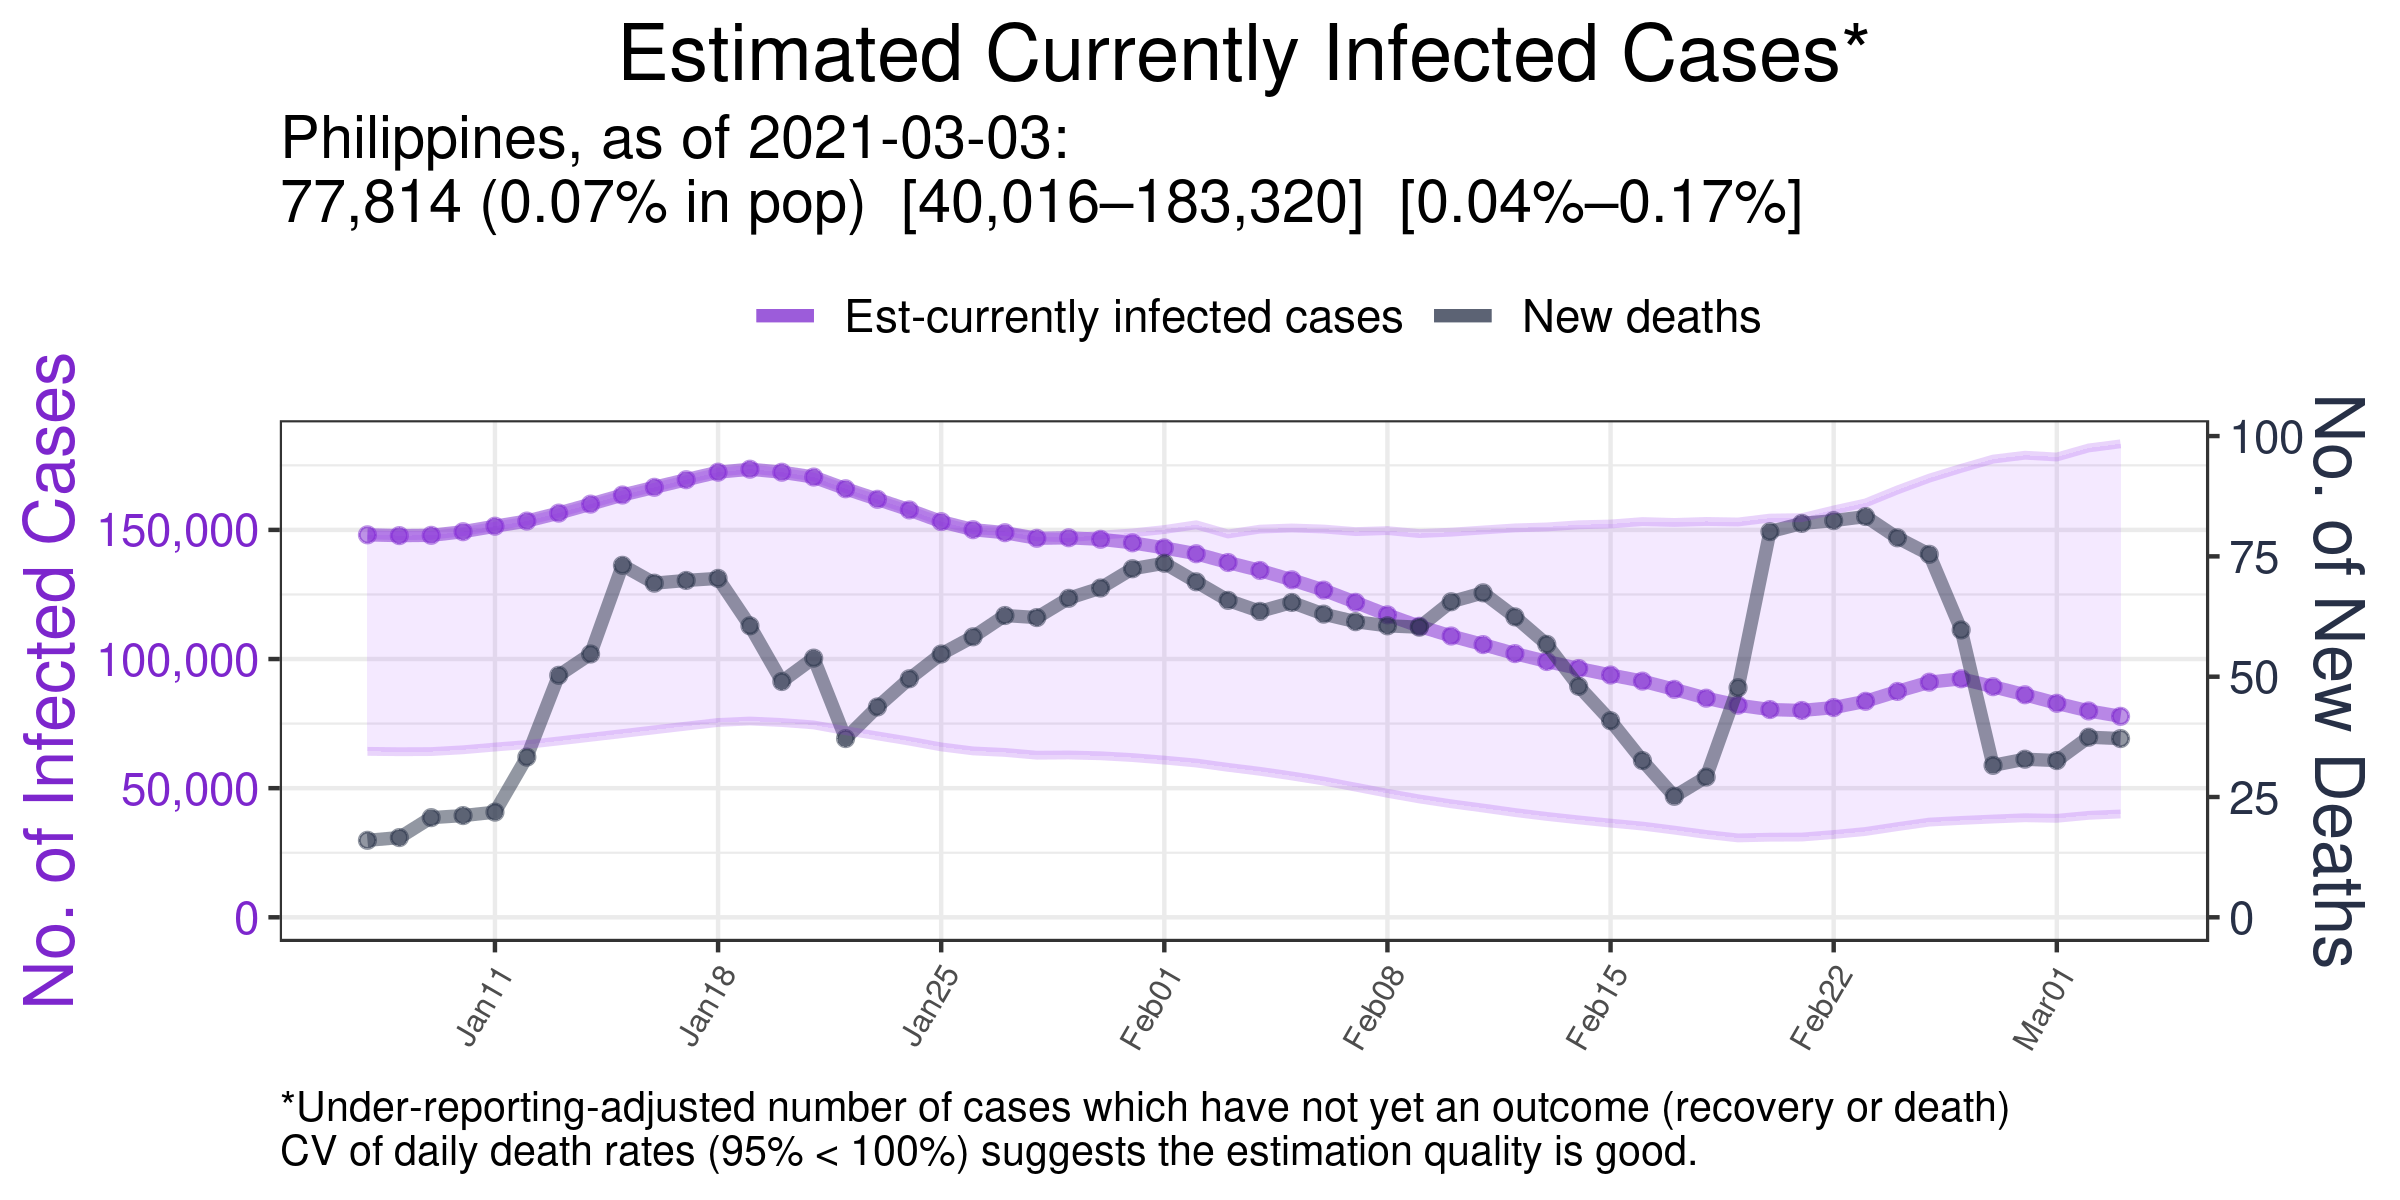 Estimated Currently Infected Cases*
Philippines, as of 2021-03-03:
77,814 (0.07% in pop)  [40,016–183,320]  [0.04%–0.17%]
Est-currently infected cases
New deaths
No. of Infected Cases
150,000
100,000
50,000
0
100
75
50
25
0
No. of New Deaths
Jan11
Jan18
Jan25
Feb01
Feb08
Feb15
Feb22
Mar01
*Under-reporting-adjusted number of cases which have not yet an outcome (recovery or death)
CV of daily death rates (95% < 100%) suggests the estimation quality is good.